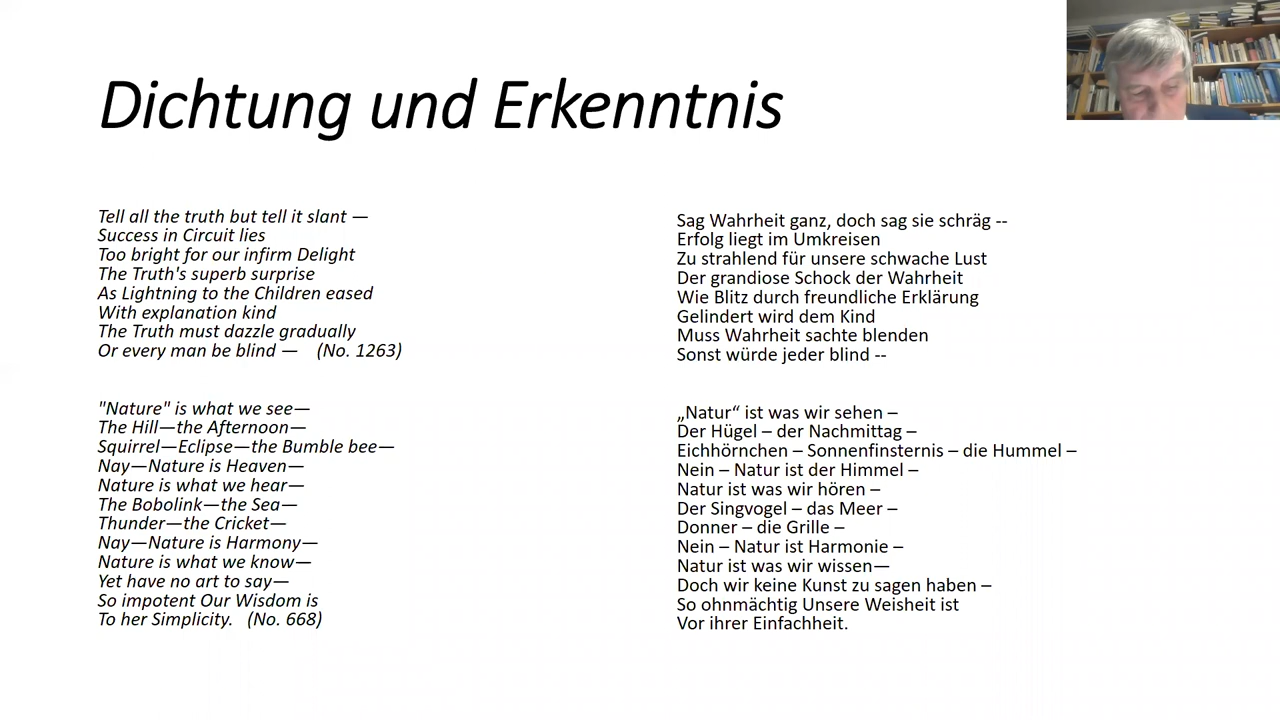 Dichtung und Erkenntnis
Tell all the truth but tell it slant —
Success in Circuit lies
Too bright for our infirm Delight
The Truth's superb surprise
As Lightning to the Children eased
With explanation kind
The Truth must dazzle gradually
Or every man be blind — (No. 1263)
"Nature" is what we see—
The Hill—the Afternoon—
Squirrel—Eclipse—the Bumble bee—
Nay—Nature is Heaven—
Nature is what we hear—
The Bobolink—the Sea—
Thunder—the Cricket—
Nay—Nature is Harmony—
Nature is what we know—
Yet have no art to say—
So impotent Our Wisdom is
To her Simplicity. (No. 668)
Sag Wahrheit ganz, doch sag sie schräg --
Erfolg liegt im Umkreisen
Zu strahlend für unsere schwache Lust
Der grandiose Schock der Wahrheit
Wie Blitz durch freundliche Erklärung
Gelindert wird dem Kind
Muss Wahrheit sachte blenden
Sonst würde jeder blind --
„Natur“ ist was wir sehen –
Der Hügel – der Nachmittag –
Eichhörnchen – Sonnenfinsternis – die Hummel –
Nein – Natur ist der Himmel –
Natur ist was wir hören –
Der Singvogel – das Meer –
Donner – die Grille –
Nein – Natur ist Harmonie –
Natur ist was wir wissen—
Doch wir keine Kunst zu sagen haben –
So ohnmächtig Unsere Weisheit ist
Vor ihrer Einfachheit.